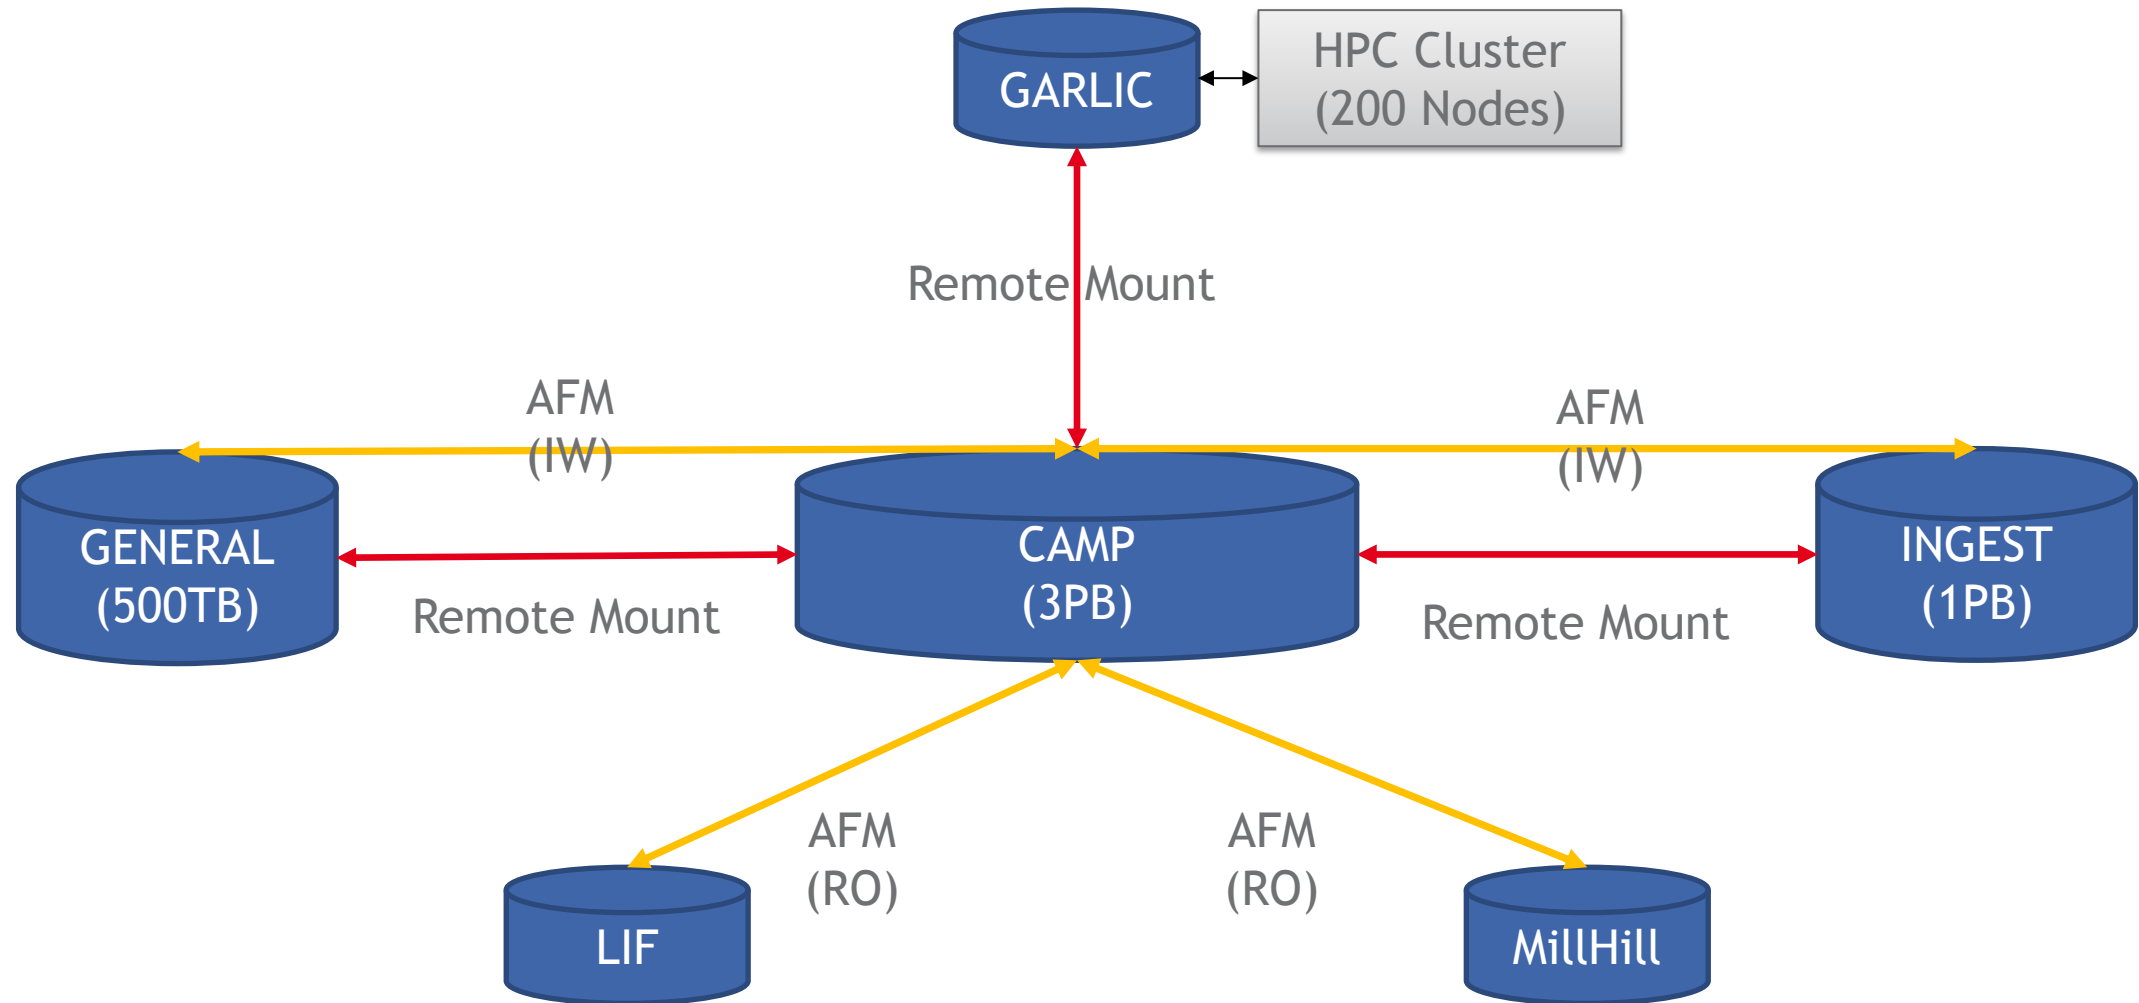 GARLIC
HPC Cluster
(200 Nodes)
Remote Mount
AFM
(IW)
AFM
(IW)
GENERAL
(500TB)
Remote Mount
CAMP
(3PB)
Remote Mount
INGEST
(1PB)
AFM
(RO)
AFM
(RO)
LIF
MillHill